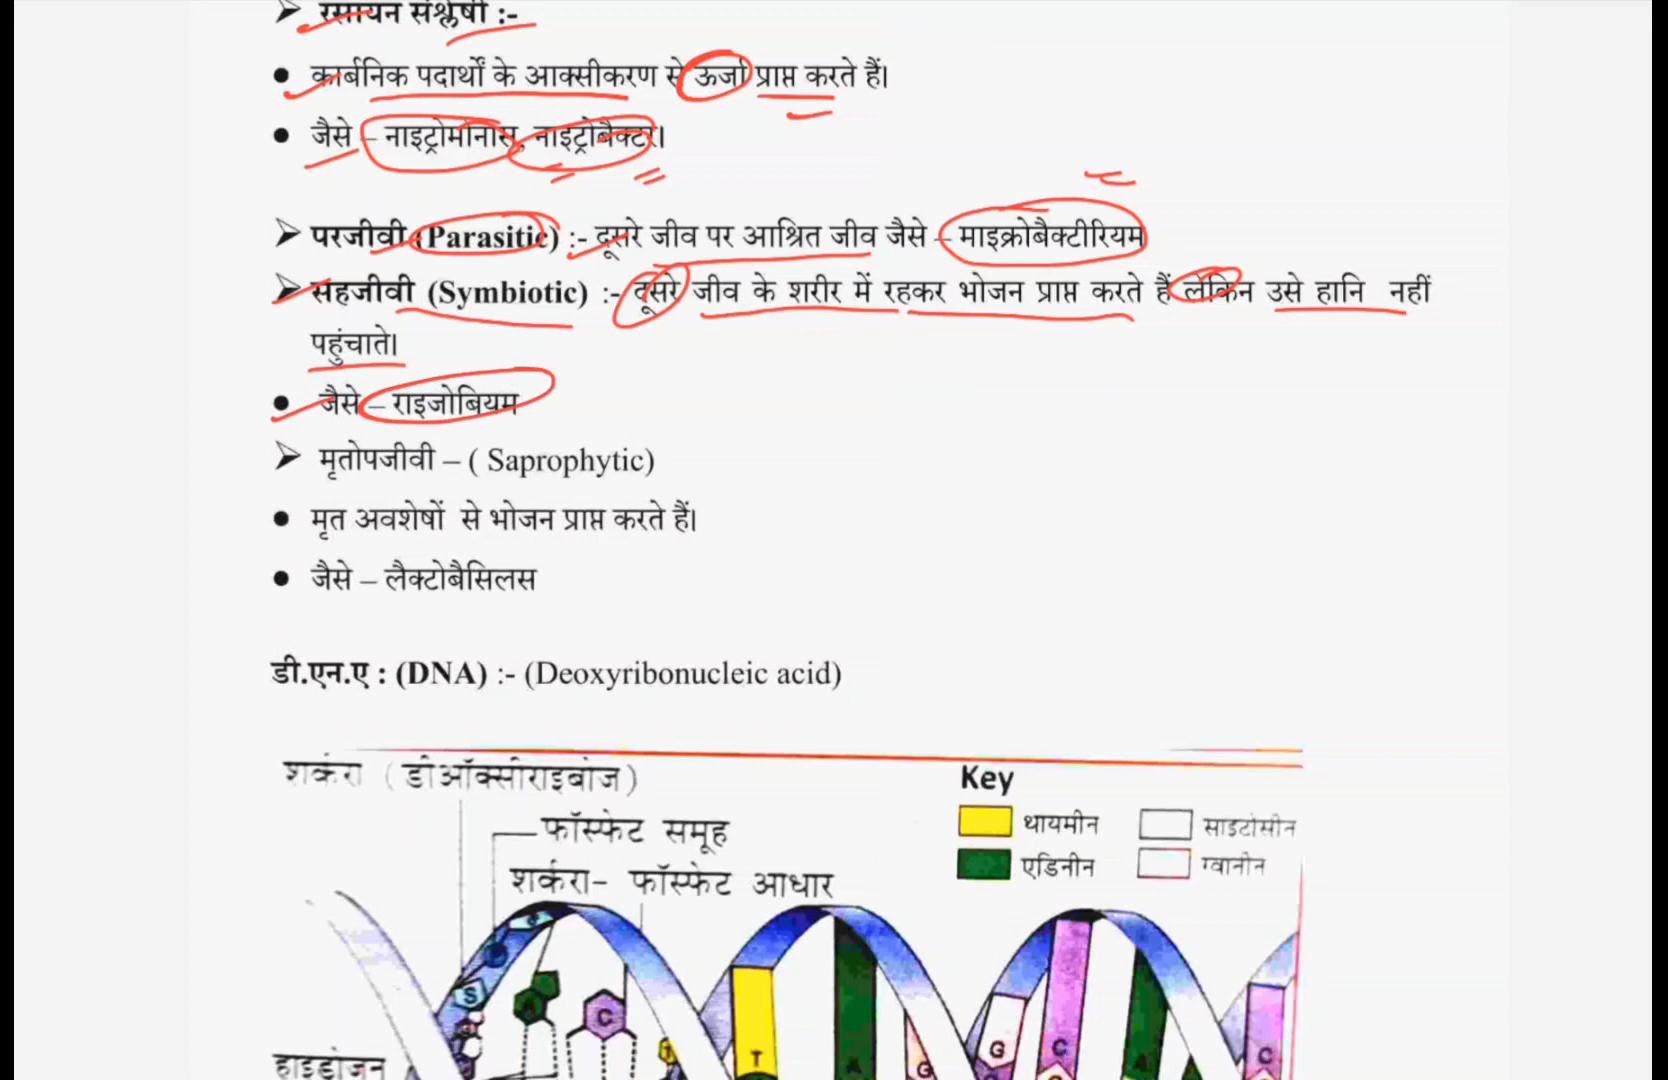 ➢ रसायन संश्लेषी :-
● कार्बनिक पदार्थों के आक्सीकरण से ऊर्जा प्राप्त करते हैं।
● जैसे – नाइट्रोमोनास, नाइट्रोबैक्टर।
➢ परजीवी (Parasitic) :- दूसरे जीव पर आश्रित जीव जैसे – माइक्रोबैक्टीरियम
➢ सहजीवी (Symbiotic) :- दूसरे जीव के शरीर में रहकर भोजन प्राप्त करते हैं लेकिन उसे हानि नहीं
पहुंचाते।
● जैसे – राइजोबियम
➢ मृतोपजीवी – ( Saprophytic)
● मृत अवशेषों से भोजन प्राप्त करते हैं।
● जैसे – लैक्टोबैसिलस
डी.एन.ए : (DNA) :- (Deoxyribonucleic acid)
शर्करा (डीऑक्सीराइबोज)
Key
फॉस्फेट समूह
थायमीन साइटोसीन
एडिनीन ग्वानीन
शर्करा- फॉस्फेट आधार
S
A C T A G G C A C
हाइड्रोजन